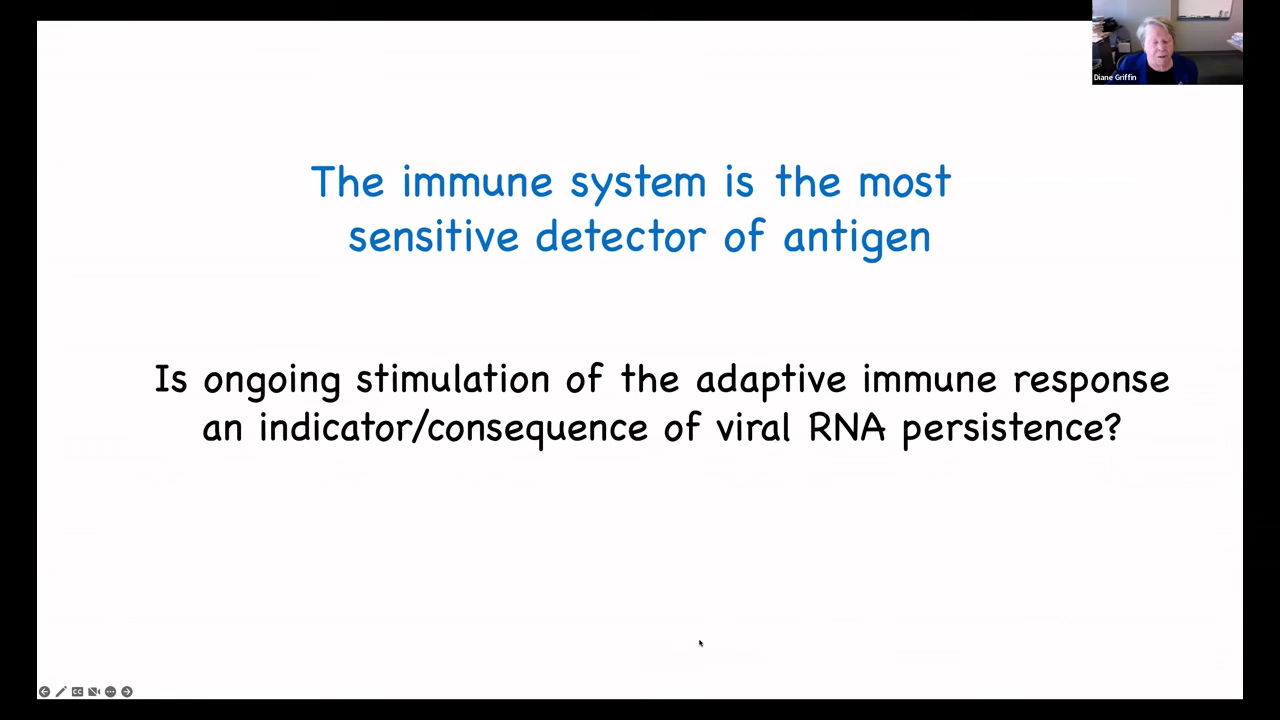 Diane Griffin
The immune system is the most
sensitive detector of antigen
Is ongoing stimulation of the adaptive immune response
an indicator/consequence of viral RNA persistence?
CC